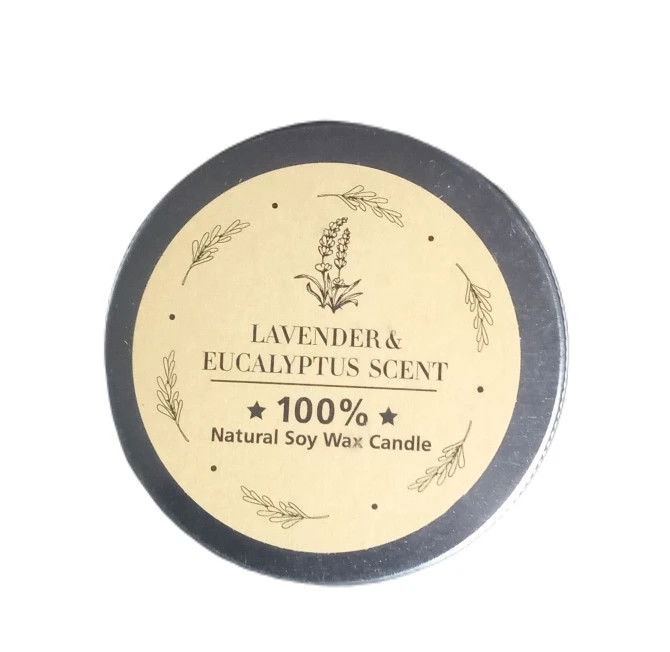 LAVENDER &
EUCALYPTUS SCENT
★ 100% ★
Natural Soy Wax Candle